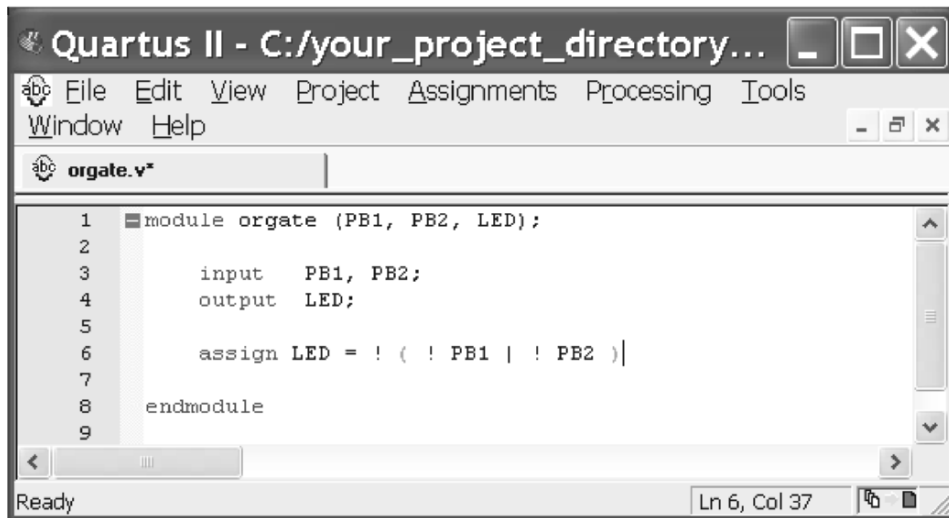 Quartus II - C:/your_project_directory...
abc File Edit View Project Assignments Processing Tools
Window Help
abc orgate.v*
1 module orgate (PB1, PB2, LED);
2
3 input PB1, PB2;
4 output LED;
5
6 assign LED = ! ( ! PB1 | ! PB2 )
7
8 endmodule
9
Ready Ln 6, Col 37